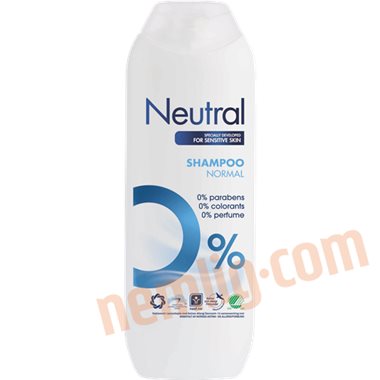 Neutral
SPECIALLY DEVELOPED
FOR SENSITIVE SKIN
SHAMPOO
NORMAL
0% parabens
0% colorants
0% perfume
0%
nemlig.com